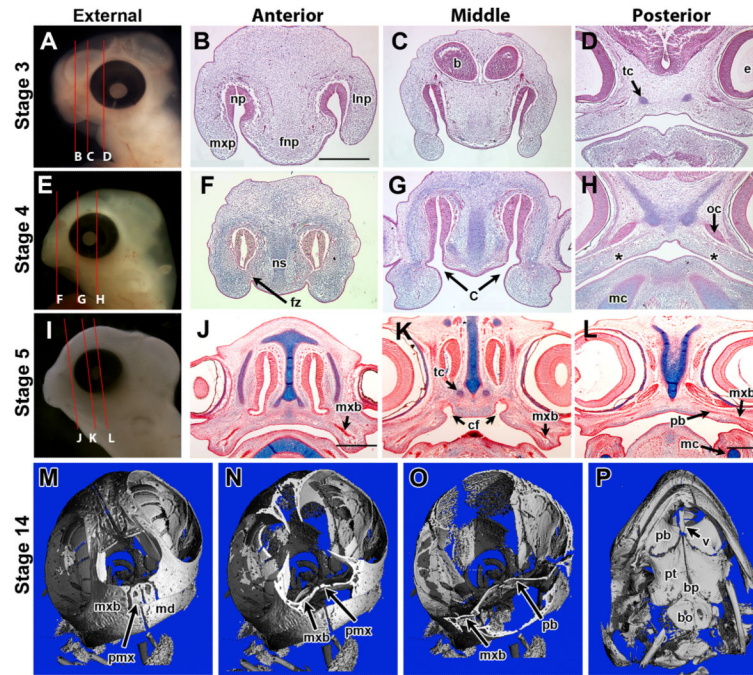 External Anterior Middle Posterior
Stage 3
A B C D
b
np lnp
mxp fnp
tc e
B C D
Stage 4
E F G H
ns
fz
C
oc
* *
mc
F G H
Stage 5
I J K L
mxb
tc
cf mxb
mxb
pb
mc
J K L
Stage 14
M N O P
mxb md
pmx
mxb pmx
pb
mxb
pb v
pt bp
bo